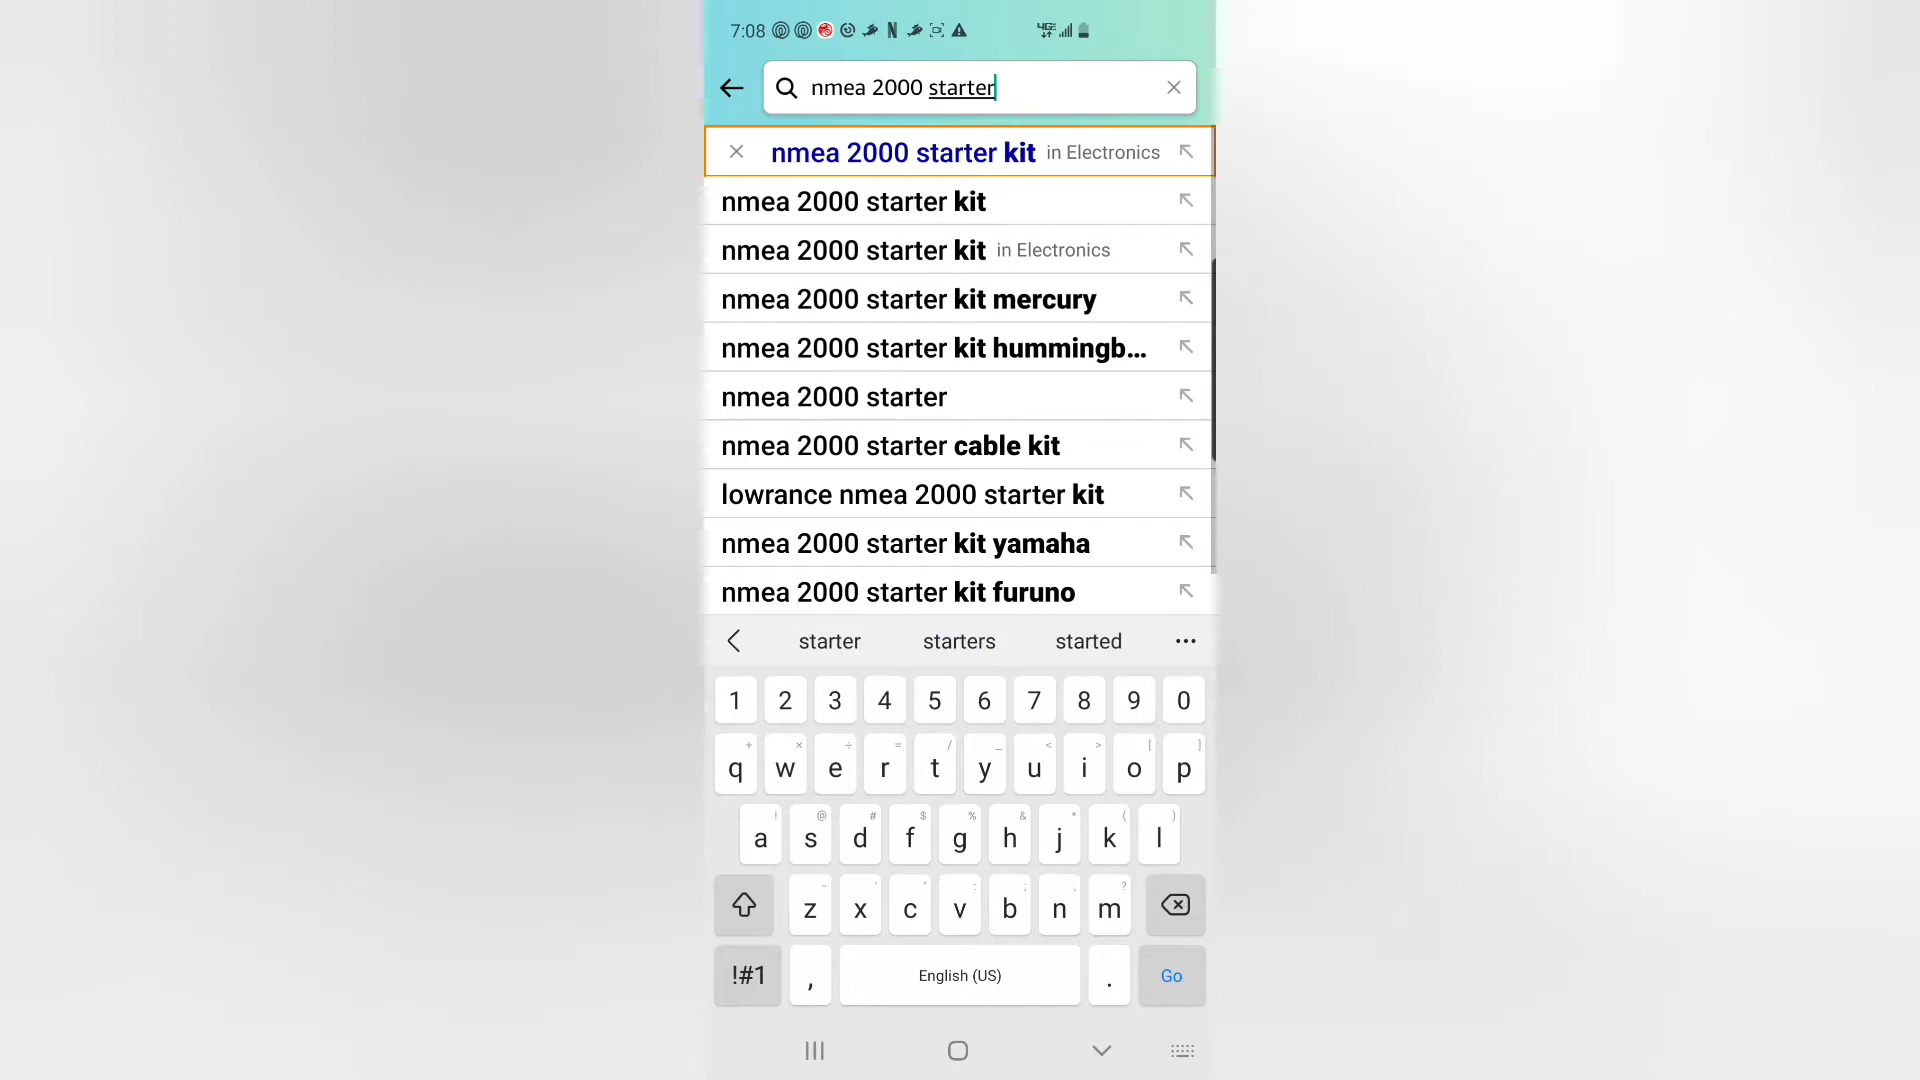 7:08 N 4GE
nmea 2000 starter
nmea 2000 starter kit in Electronics
nmea 2000 starter kit
nmea 2000 starter kit in Electronics
nmea 2000 starter kit mercury
nmea 2000 starter kit hummingb...
nmea 2000 starter
nmea 2000 starter cable kit
lowrance nmea 2000 starter kit
nmea 2000 starter kit yamaha
nmea 2000 starter kit furuno
starter starters started
1 2 3 4 5 6 7 8 9 0
+ × ÷ = / _ < > [ ]
q w e r t y u i o p
! @ # $ % & * ( )
a s d f g h j k l
- ' " : ; , ?
z x c v b n m
!#1 , English (US) . Go